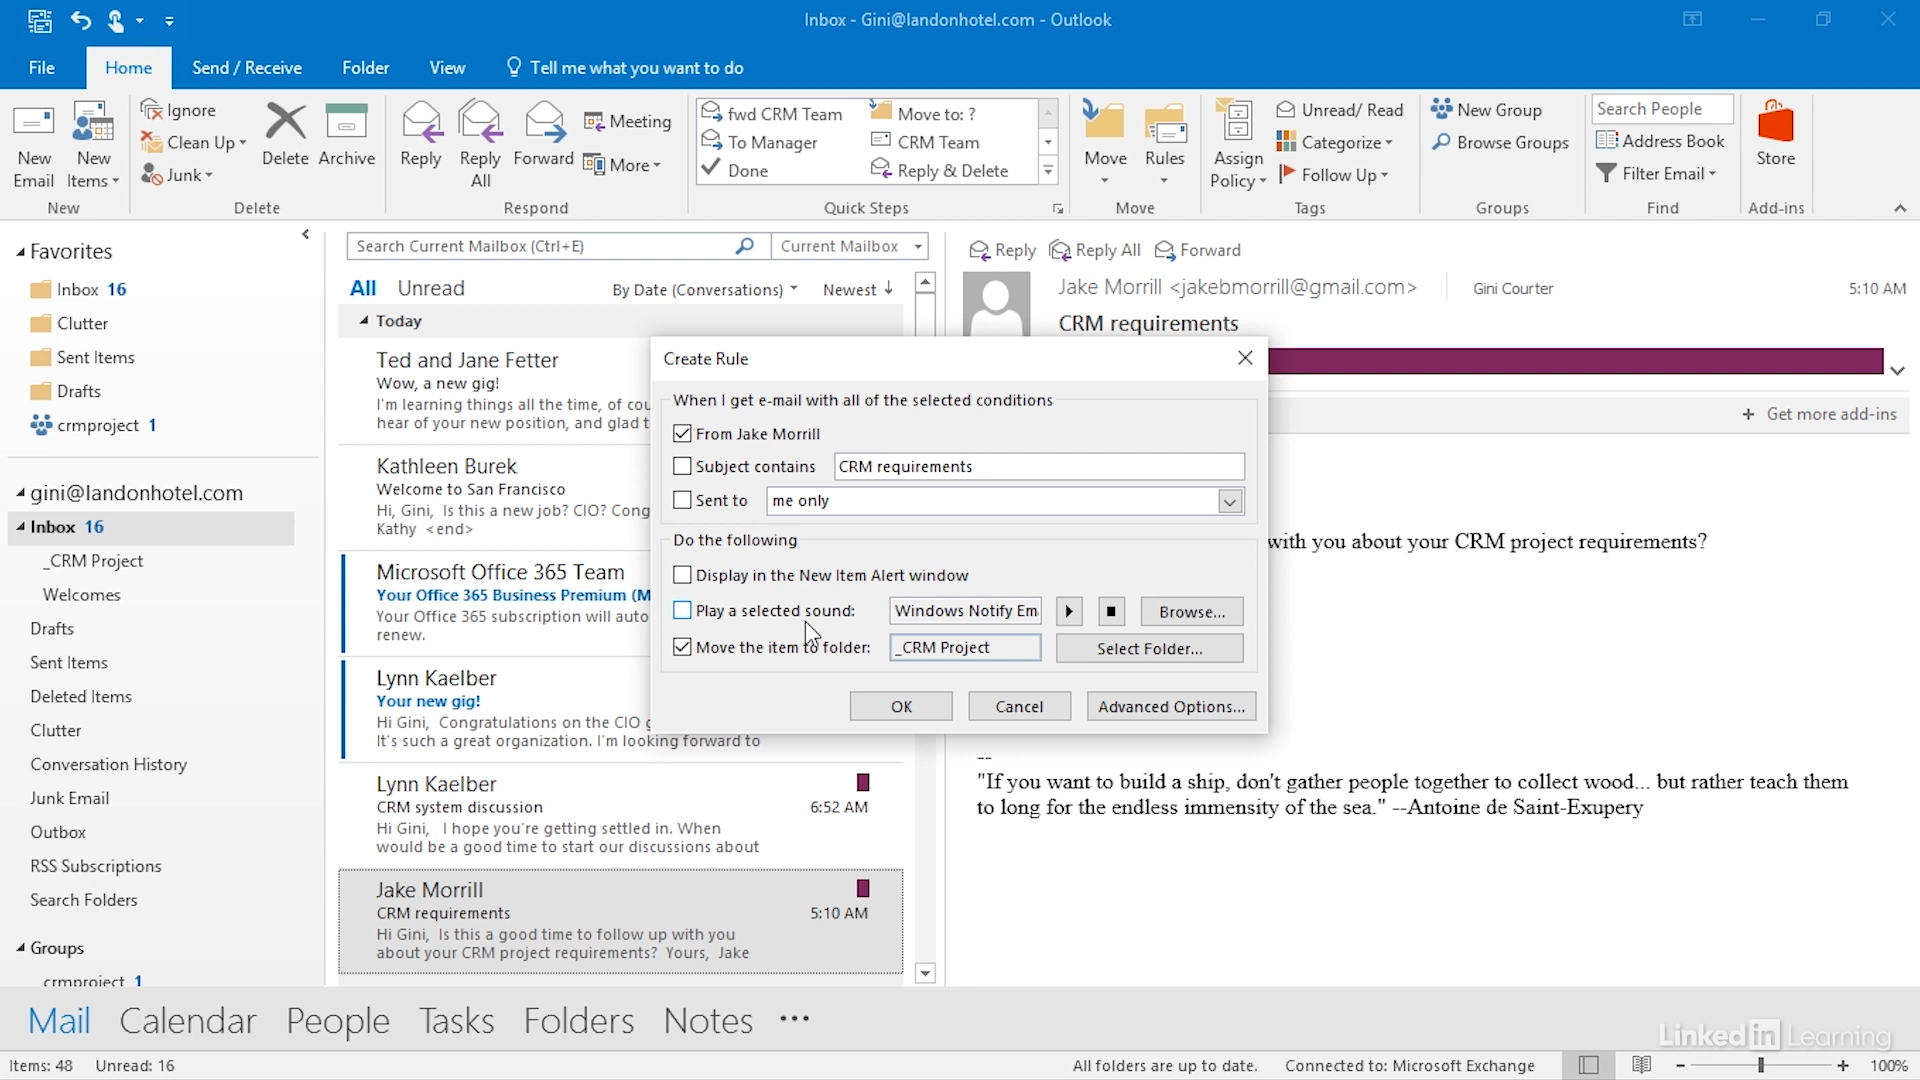 Inbox - Gini@landonhotel.com - Outlook
File Home Send / Receive Folder View Tell me what you want to do
New Email
New Items
New
Ignore
Clean Up
Junk
Delete
Archive
Delete
Reply
Reply All
Forward
Meeting
More
Respond
fwd CRM Team
To Manager
Done
Move to: ?
CRM Team
Reply & Delete
Quick Steps
Move
Rules
Move
Assign Policy
Unread/ Read
Categorize
Follow Up
Tags
New Group
Browse Groups
Groups
Search People
Address Book
Filter Email
Find
Store
Add-ins
Favorites
Inbox 16
Clutter
Sent Items
Drafts
crmproject 1
gini@landonhotel.com
Inbox 16
_CRM Project
Welcomes
Drafts
Sent Items
Deleted Items
Clutter
Conversation History
Junk Email
Outbox
RSS Subscriptions
Search Folders
Groups
crmproject 1
Search Current Mailbox (Ctrl+E)
Current Mailbox
All Unread By Date (Conversations) Newest ↓
Today
Ted and Jane Fetter
Wow, a new gig!
I'm learning things all the time, of cou
hear of your new position, and glad t
Kathleen Burek
Welcome to San Francisco
Hi, Gini, Is this a new job? CIO? Cong
Kathy <end>
Microsoft Office 365 Team
Your Office 365 Business Premium (M
Your Office 365 subscription will auto
renew.
Lynn Kaelber
Your new gig!
Hi Gini, Congratulations on the CIO g
It's such a great organization. I'm looking forward to
Lynn Kaelber
CRM system discussion 6:52 AM
Hi Gini, I hope you're getting settled in. When
would be a good time to start our discussions about
Jake Morrill
CRM requirements 5:10 AM
Hi Gini, Is this a good time to follow up with you
about your CRM project requirements? Yours, Jake
Reply Reply All Forward
Jake Morrill <jakebmorrill@gmail.com> Gini Courter 5:10 AM
CRM requirements
+ Get more add-ins
with you about your CRM project requirements?
--
"If you want to build a ship, don't gather people together to collect wood... but rather teach them
to long for the endless immensity of the sea." --Antoine de Saint-Exupery
Create Rule
When I get e-mail with all of the selected conditions
From Jake Morrill
Subject contains CRM requirements
Sent to me only
Do the following
Display in the New Item Alert window
Play a selected sound: Windows Notify Em Browse...
Move the item to folder: _CRM Project Select Folder...
OK Cancel Advanced Options...
Mail Calendar People Tasks Folders Notes •••
Linked in Learning
Items: 48 Unread: 16 All folders are up to date. Connected to: Microsoft Exchange - + 100%